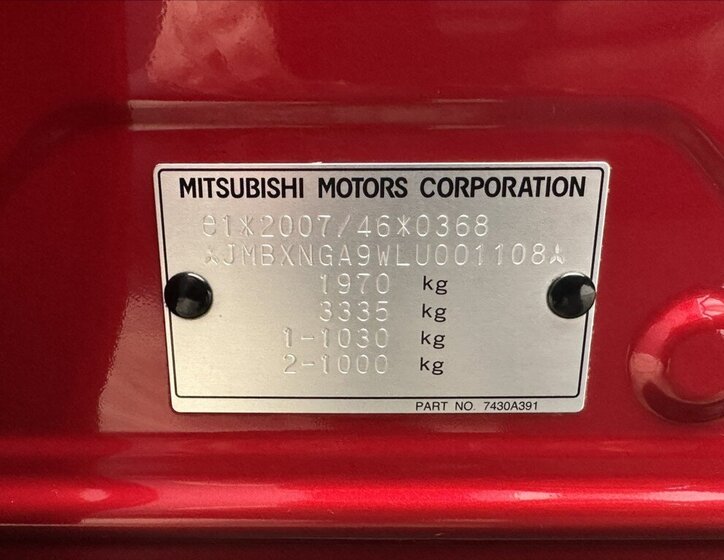 MITSUBISHI MOTORS CORPORATION
e1*2007/46*0368
*JMBXNGA9WLU001108*
1970 kg
3335 kg
1-1030 kg
2-1000 kg
PART NO. 7430A391